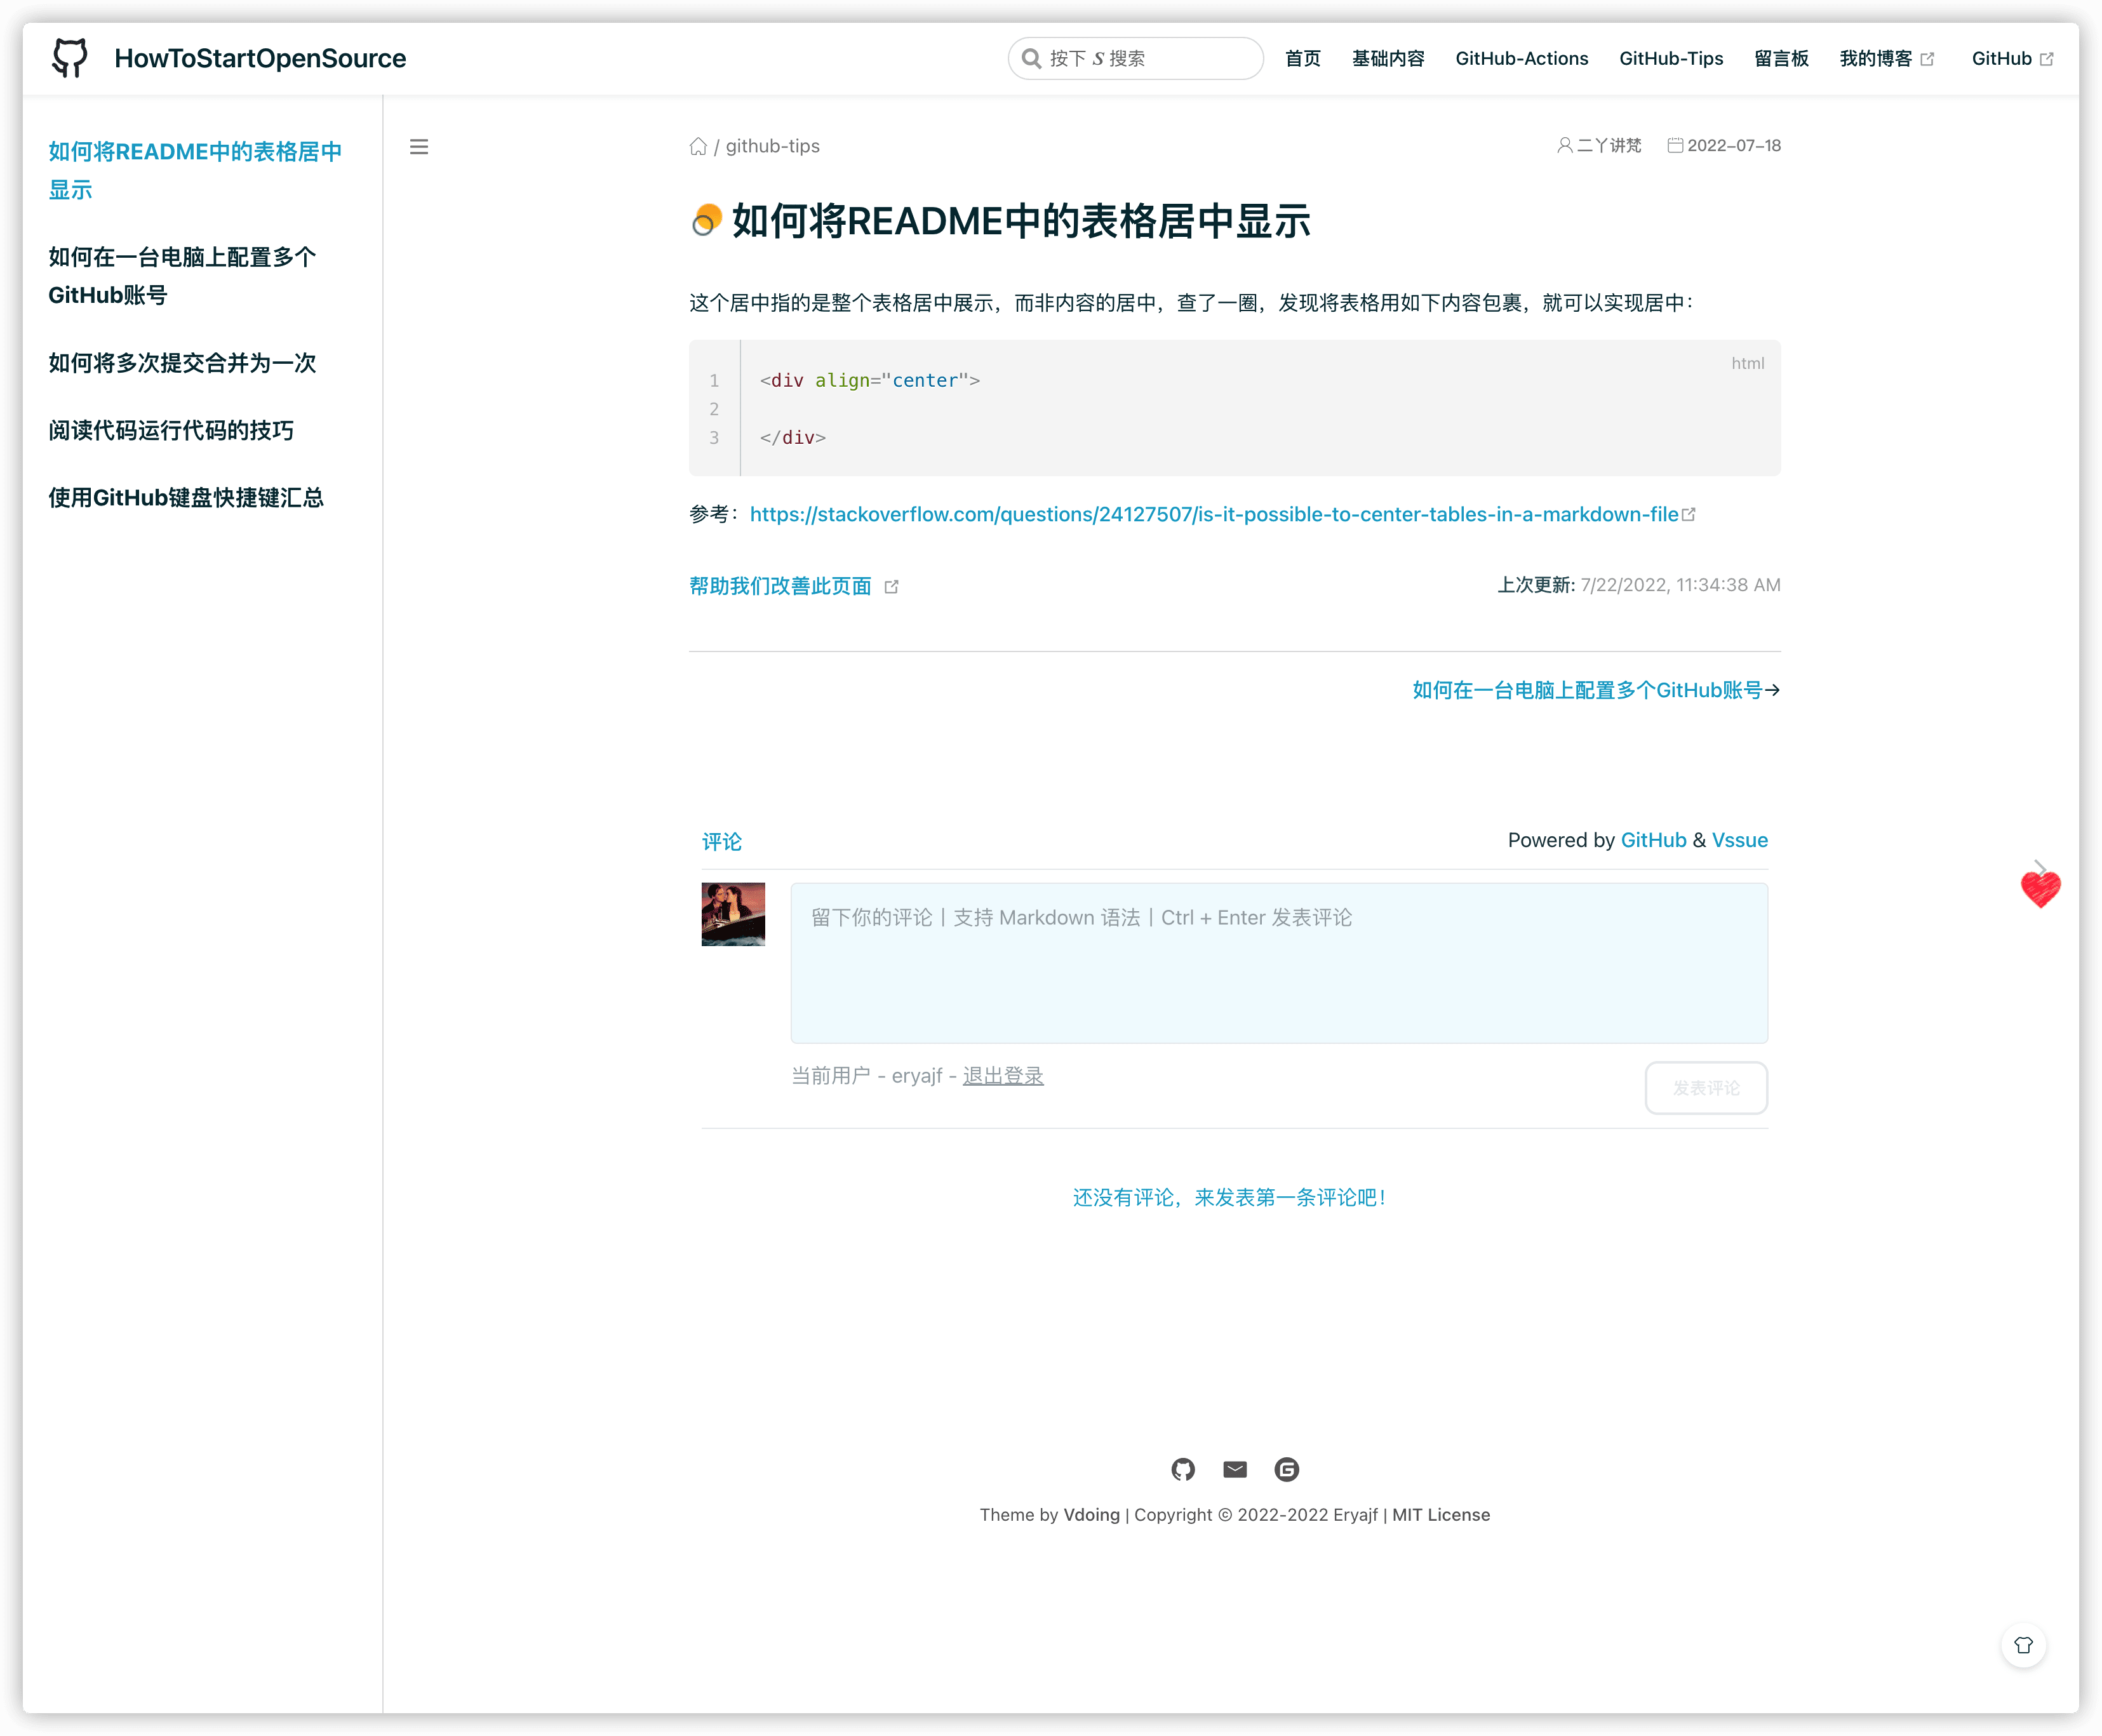 HowToStartOpenSource
按下 S 搜索
首页 基础内容 GitHub-Actions GitHub-Tips 留言板 我的博客 GitHub
如何将README中的表格居中
显示
如何在一台电脑上配置多个
GitHub账号
如何将多次提交合并为一次
阅读代码运行代码的技巧
使用GitHub键盘快捷键汇总
/ github-tips
二丫讲梵 2022-07-18
如何将README中的表格居中显示
这个居中指的是整个表格居中展示，而非内容的居中，查了一圈，发现将表格用如下内容包裹，就可以实现居中：
html
1 <div align="center">
2
3 </div>
参考：https://stackoverflow.com/questions/24127507/is-it-possible-to-center-tables-in-a-markdown-file
帮助我们改善此页面
上次更新: 7/22/2022, 11:34:38 AM
如何在一台电脑上配置多个GitHub账号→
评论
Powered by GitHub & Vssue
留下你的评论丨支持 Markdown 语法丨Ctrl + Enter 发表评论
当前用户 - eryajf - 退出登录
发表评论
还没有评论，来发表第一条评论吧！
Theme by Vdoing | Copyright © 2022-2022 Eryajf | MIT License